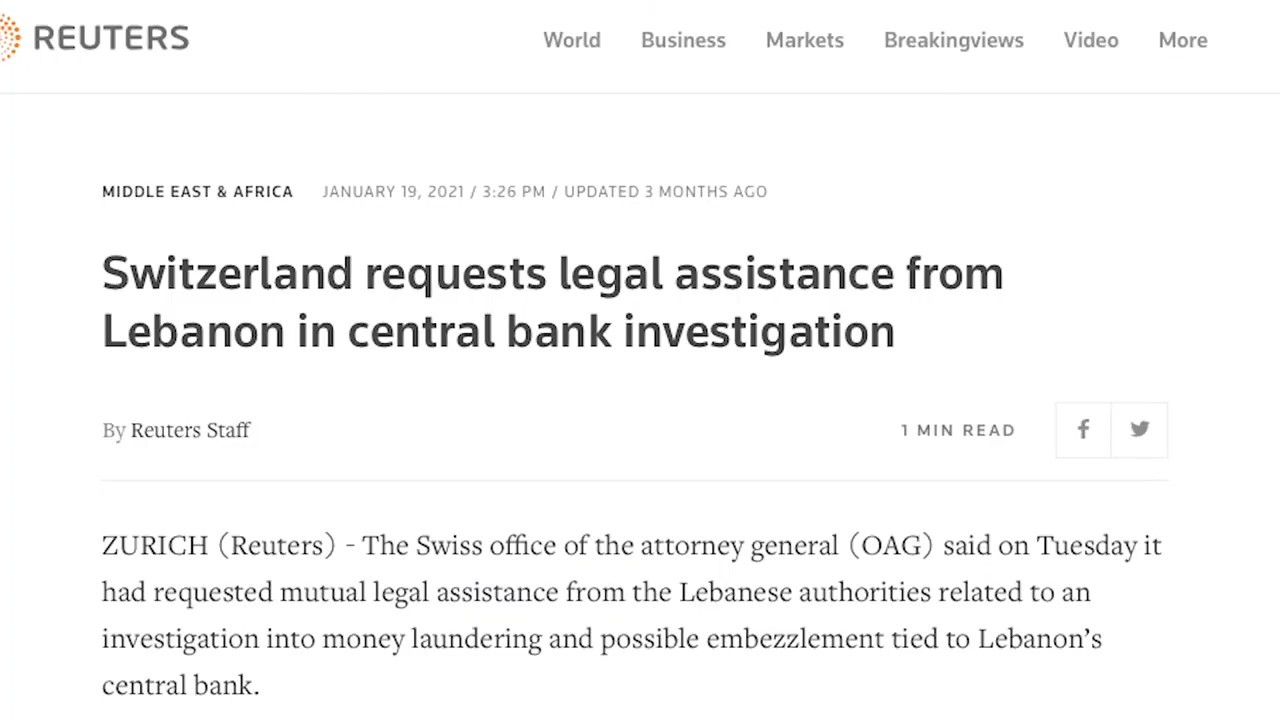 REUTERS
World Business Markets Breakingviews Video More
MIDDLE EAST & AFRICA JANUARY 19, 2021 / 3:26 PM / UPDATED 3 MONTHS AGO
Switzerland requests legal assistance from
Lebanon in central bank investigation
By Reuters Staff 1 MIN READ
ZURICH (Reuters) - The Swiss office of the attorney general (OAG) said on Tuesday it
had requested mutual legal assistance from the Lebanese authorities related to an
investigation into money laundering and possible embezzlement tied to Lebanon’s
central bank.